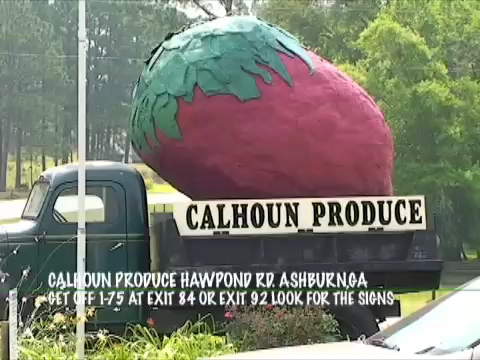 CALHOUN PRODUCE
CALHOUN PRODUCE HAWPOND RD. ASHBURN,GA
GET OFF 1-75 AT EXIT 84 OR EXIT 92 LOOK FOR THE SIGNS